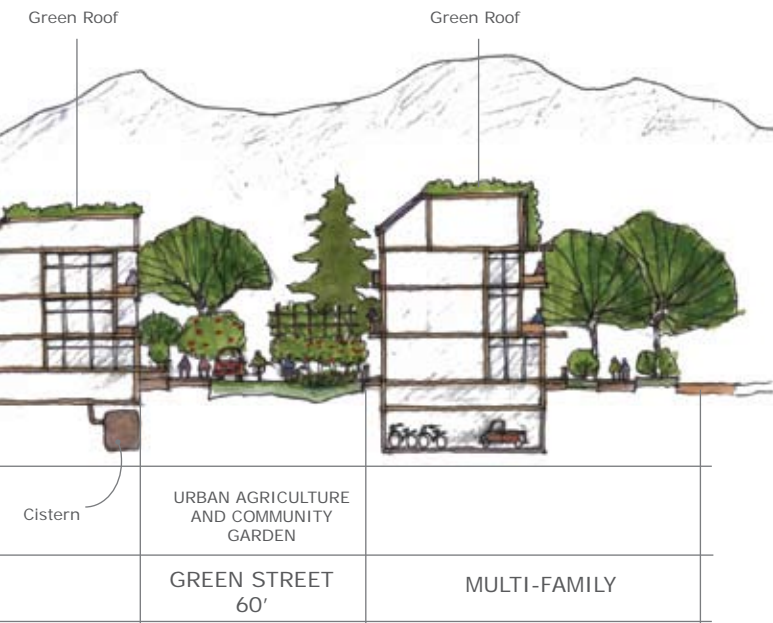 Green Roof
Green Roof
Cistern
URBAN AGRICULTURE
AND COMMUNITY
GARDEN
GREEN STREET
60'
MULTI-FAMILY